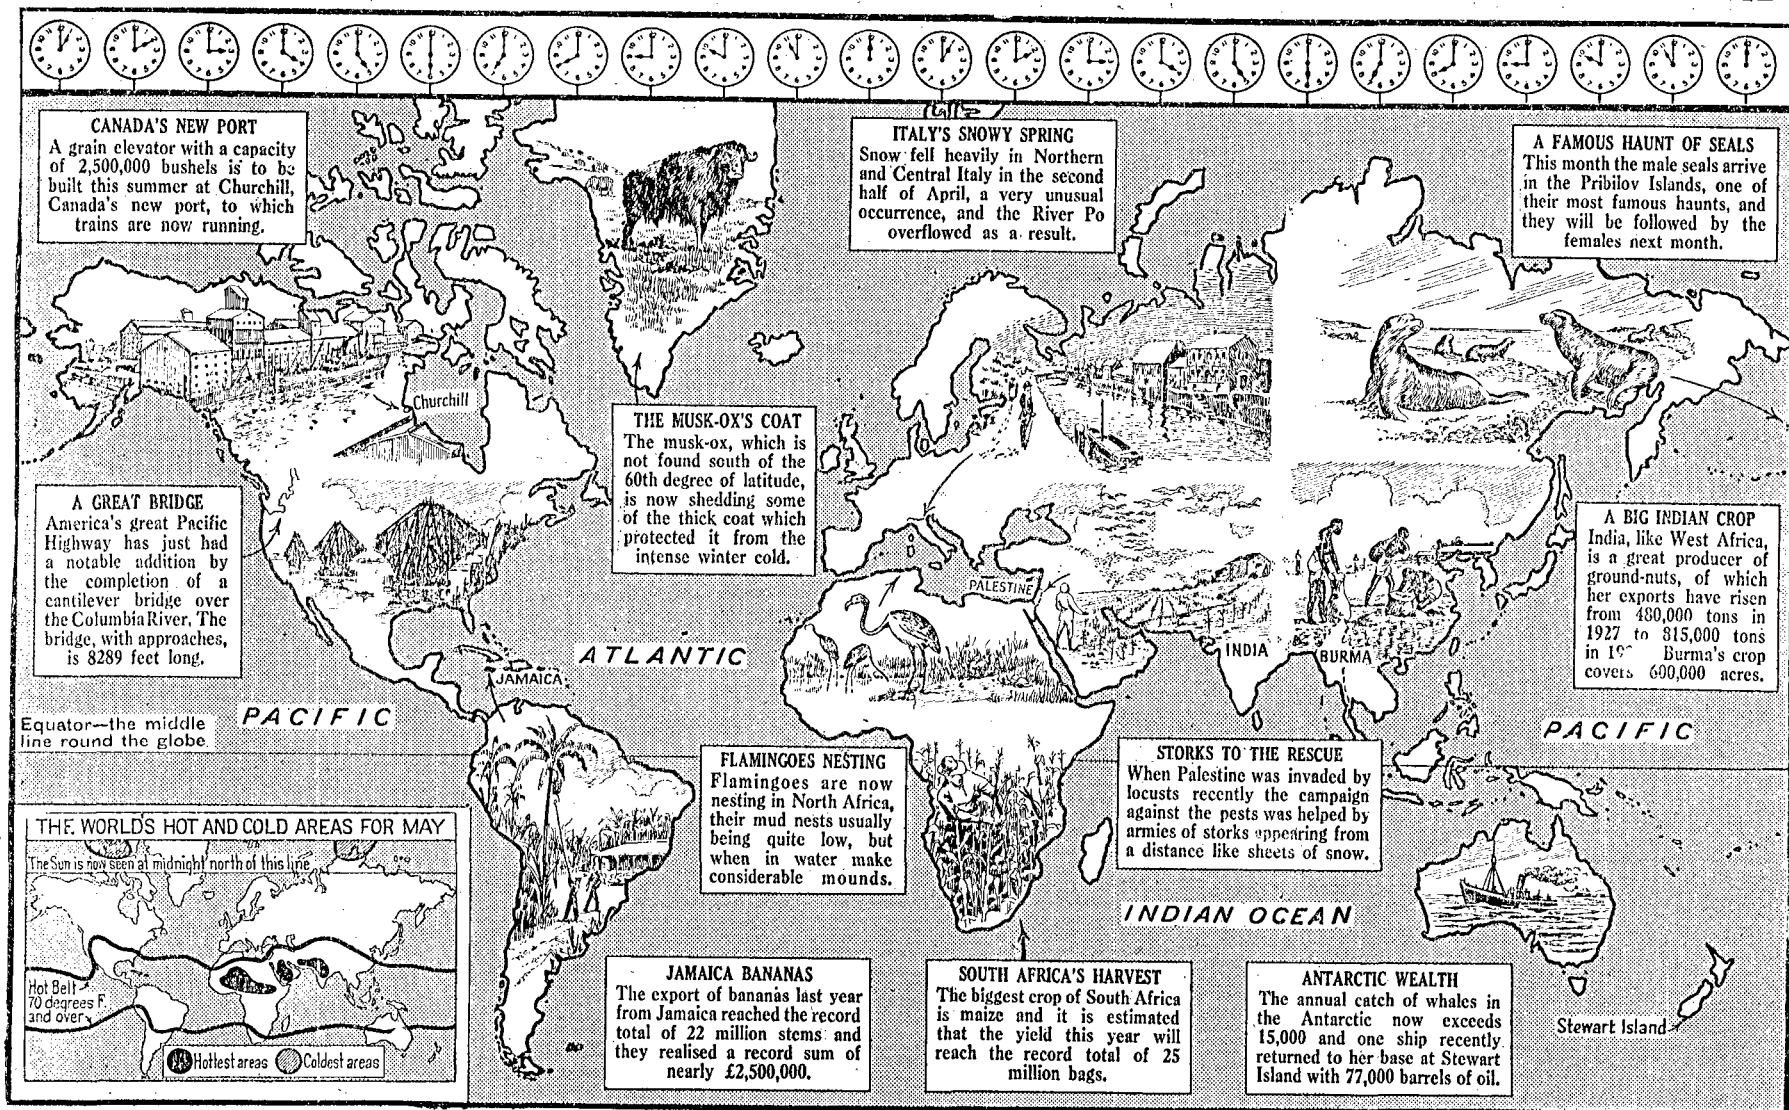 CANADA'S NEW PORT
A grain elevator with a capacity
of 2,500,000 bushels is to be
built this summer at Churchill,
Canada's new port, to which
trains are now running.
ITALY'S SNOWY SPRING
Snow fell heavily in Northern
and Central Italy in the second
half of April, a very unusual
occurrence, and the River Po
overflowed as a result.
A FAMOUS HAUNT OF SEALS
This month the male seals arrive
in the Pribilov Islands, one of
their most famous haunts, and
they will be followed by the
females next month.
Churchill
THE MUSK-OX'S COAT
The musk-ox, which is
not found south of the
60th degree of latitude,
is now shedding some
of the thick coat which
protected it from the
intense winter cold.
A GREAT BRIDGE
America's great Pacific
Highway has just had
a notable addition by
the completion of a
cantilever bridge over
the Columbia River. The
bridge, with approaches,
is 8289 feet long.
A BIG INDIAN CROP
India, like West Africa,
is a great producer of
ground-nuts, of which
her exports have risen
from 480,000 tons in
1927 to 815,000 tons
in Burma's crop
covers 600,000 acres.
PALESTINE
INDIA
BURMA
ATLANTIC
JAMAICA
PACIFIC
PACIFIC
Equator—the middle
line round the globe.
FLAMINGOES NESTING
Flamingoes are now
nesting in North Africa,
their mud nests usually
being quite low, but
when in water make
considerable mounds.
STORKS TO THE RESCUE
When Palestine was invaded by
locusts recently the campaign
against the pests was helped by
armies of storks appearing from
a distance like sheets of snow.
THE WORLD'S HOT AND COLD AREAS FOR MAY
The Sun is now seen at midnight north of this line
Hot Belt
70 degrees F.
and over
Hottest areas
Coldest areas
INDIAN OCEAN
JAMAICA BANANAS
The export of bananas last year
from Jamaica reached the record
total of 22 million stems and
they realised a record sum of
nearly £2,500,000.
SOUTH AFRICA'S HARVEST
The biggest crop of South Africa
is maize and it is estimated
that the yield this year will
reach the record total of 25
million bags.
ANTARCTIC WEALTH
The annual catch of whales in
the Antarctic now exceeds
15,000 and one ship recently
returned to her base at Stewart
Island with 77,000 barrels of oil.
Stewart Island